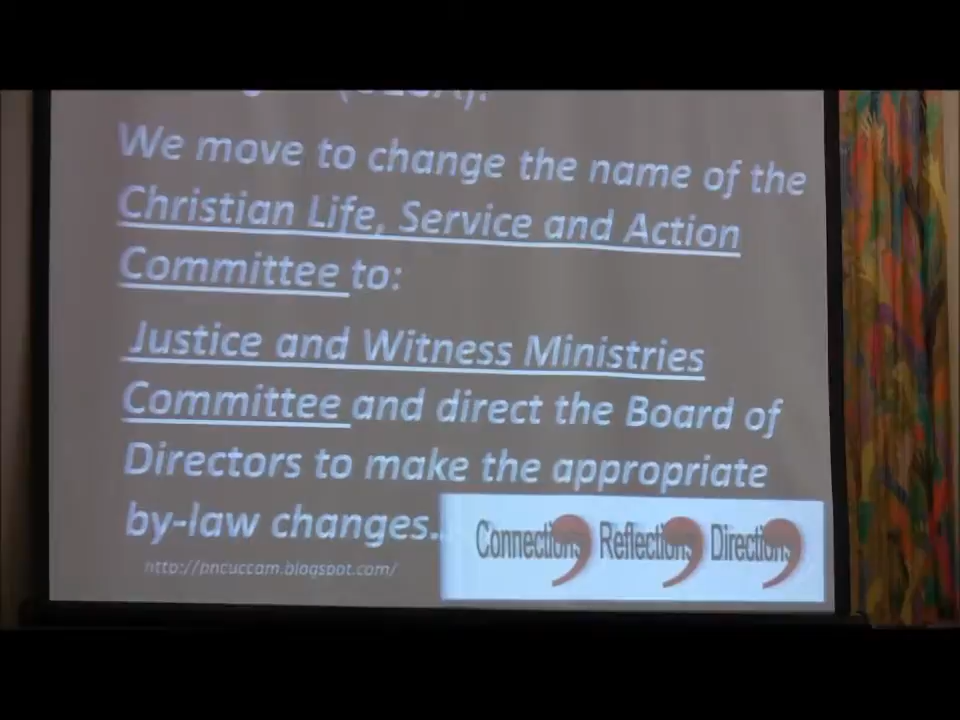 We move to change the name of the
Christian Life, Service and Action
Committee to:
Justice and Witness Ministries
Committee and direct the Board of
Directors to make the appropriate
by-law changes..
Connections Reflections Directions
http://pncuccam.blogspot.com/